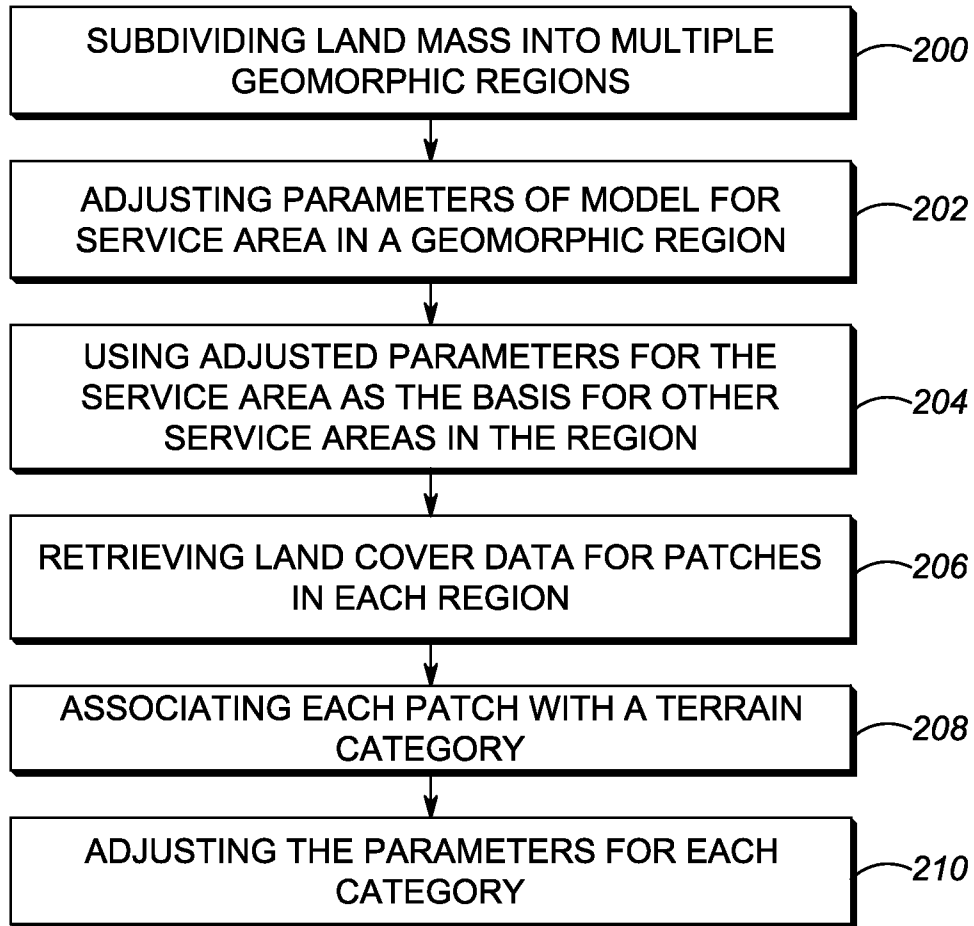 SUBDIVIDING LAND MASS INTO MULTIPLE
GEOMORPHIC REGIONS
200
ADJUSTING PARAMETERS OF MODEL FOR
SERVICE AREA IN A GEOMORPHIC REGION
202
USING ADJUSTED PARAMETERS FOR THE
SERVICE AREA AS THE BASIS FOR OTHER
SERVICE AREAS IN THE REGION
204
RETRIEVING LAND COVER DATA FOR PATCHES
IN EACH REGION
206
ASSOCIATING EACH PATCH WITH A TERRAIN
CATEGORY
208
ADJUSTING THE PARAMETERS FOR EACH
CATEGORY
210